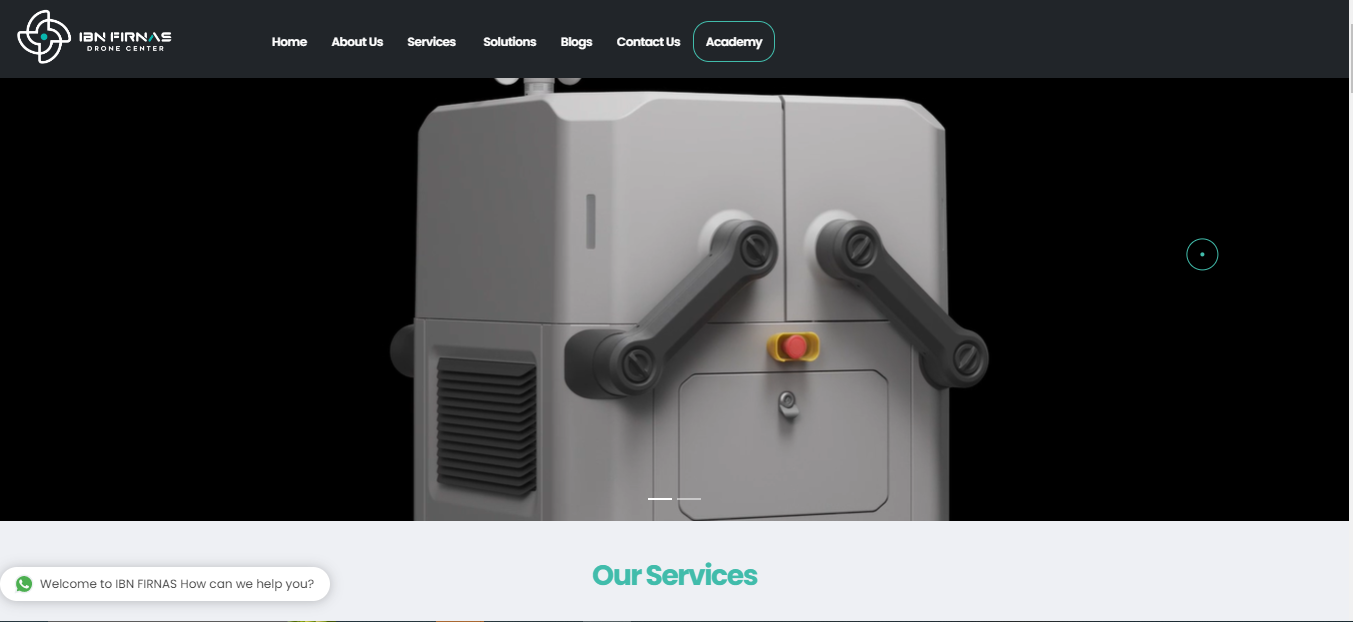 IBN FIRNAS
DRONE CENTER
Home About Us Services Solutions Blogs Contact Us Academy
Our Services
Welcome to IBN FIRNAS How can we help you?